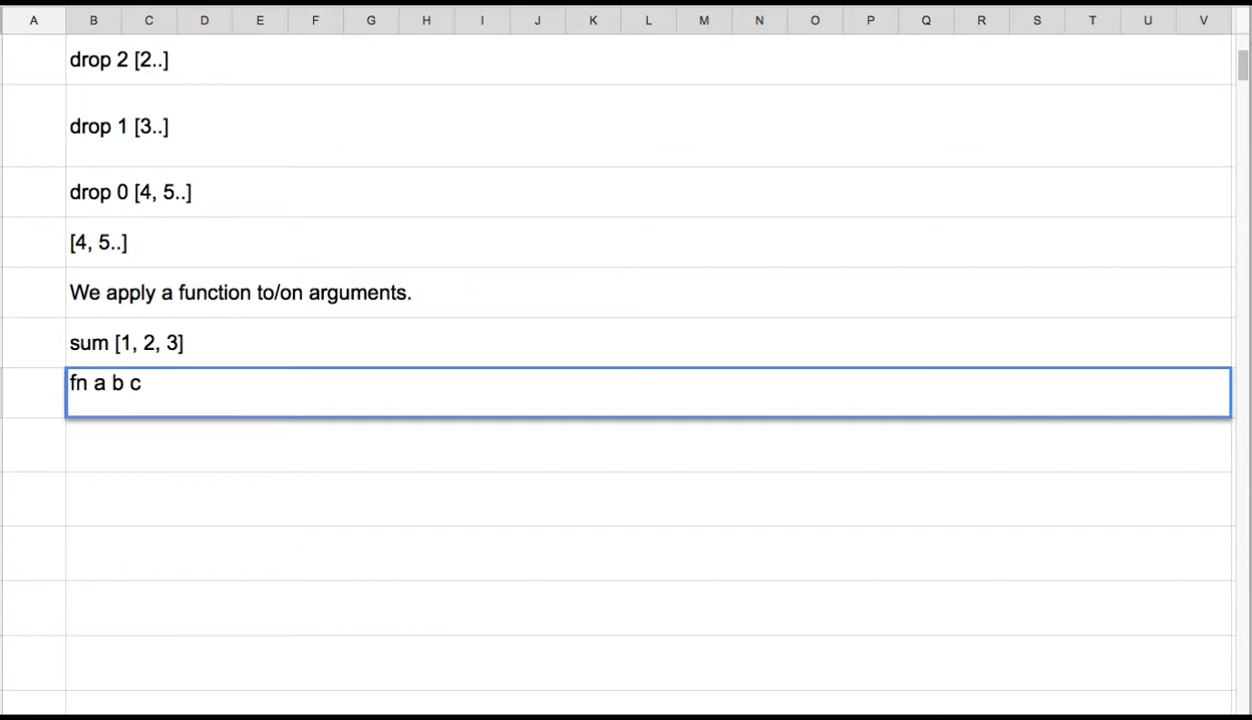 A B C D E F G H I J K L M N O P Q R S T U V
drop 2 [2..]
drop 1 [3..]
drop 0 [4, 5..]
[4, 5..]
We apply a function to/on arguments.
sum [1, 2, 3]
fn a b c